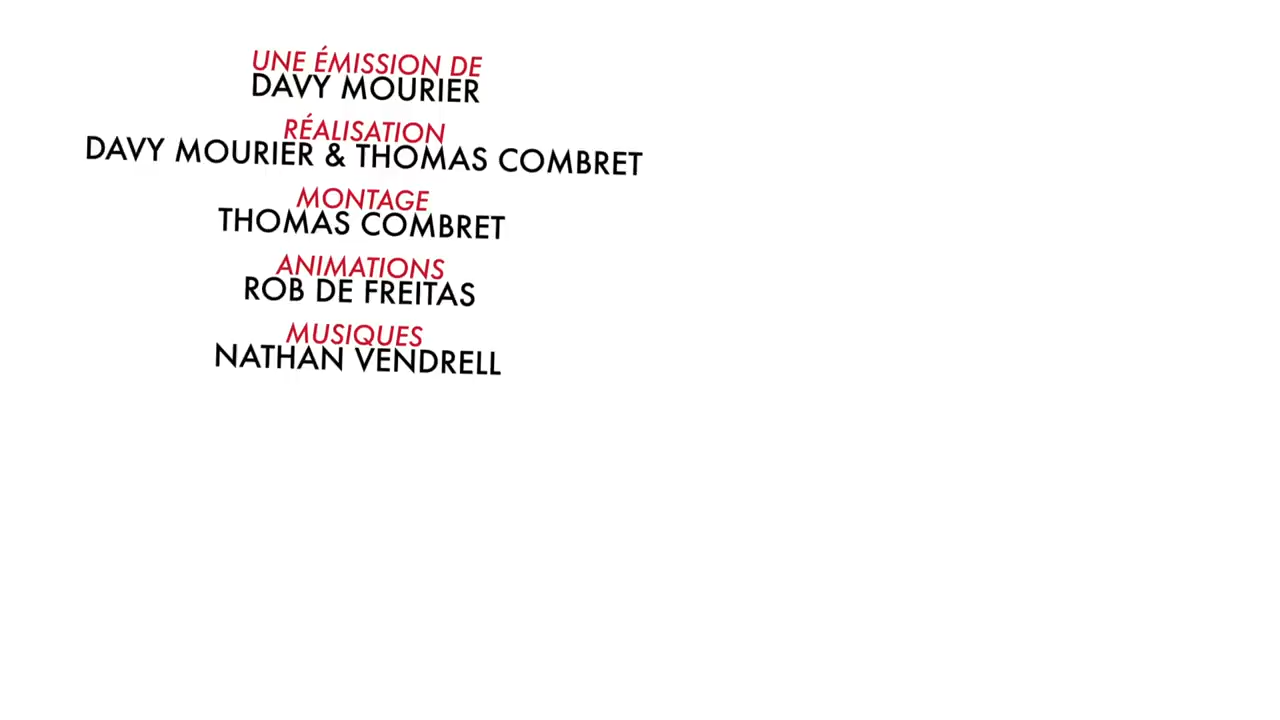 UNE ÉMISSION DE
DAVY MOURIER
RÉALISATION
DAVY MOURIER & THOMAS COMBRET
MONTAGE
THOMAS COMBRET
ANIMATIONS
ROB DE FREITAS
MUSIQUES
NATHAN VENDRELL